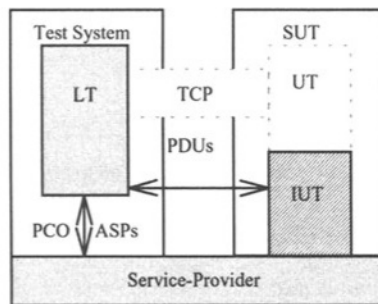 Test System
SUT
LT
TCP
UT
PDUs
IUT
PCO
ASPs
Service-Provider